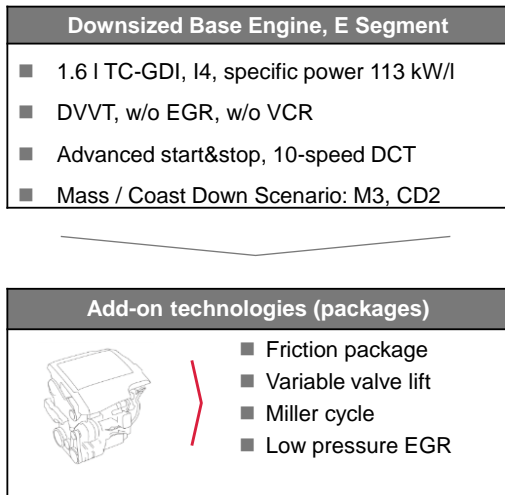 Downsized Base Engine, E Segment
■ 1.6 l TC-GDI, I4, specific power 113 kW/l
■ DVVT, w/o EGR, w/o VCR
■ Advanced start&stop, 10-speed DCT
■ Mass / Coast Down Scenario: M3, CD2
Add-on technologies (packages)
■ Friction package
■ Variable valve lift
■ Miller cycle
■ Low pressure EGR